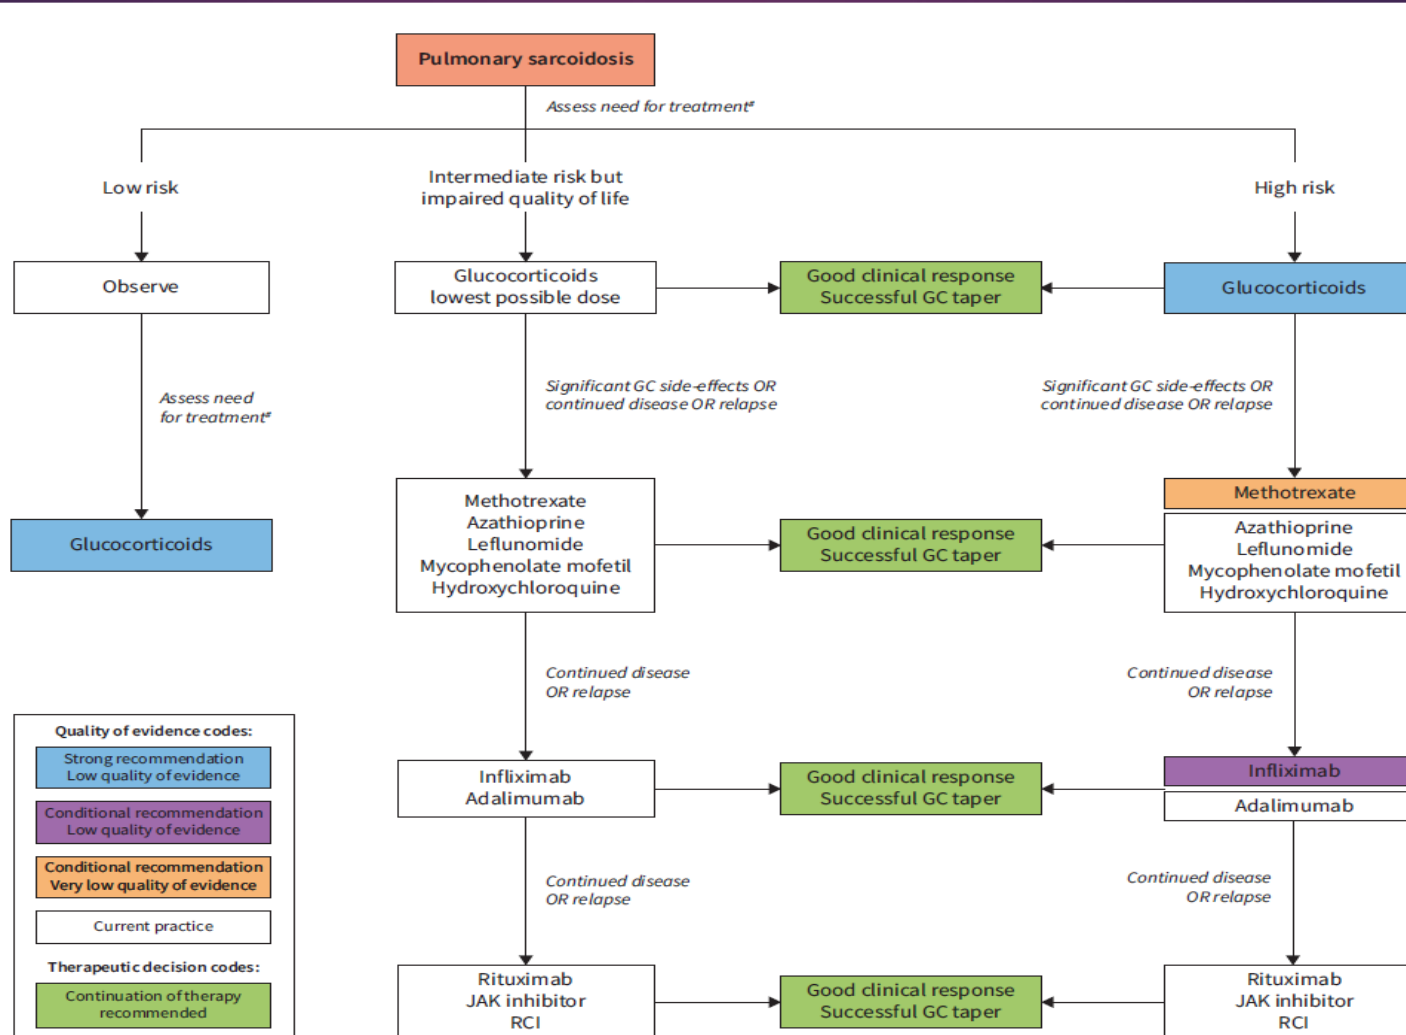 Pulmonary sarcoidosis
Assess need for treatment#
Low risk
Intermediate risk but
impaired quality of life
High risk
Observe
Glucocorticoids
lowest possible dose
Good clinical response
Successful GC taper
Glucocorticoids
Assess need
for treatment#
Significant GC side-effects OR
continued disease OR relapse
Significant GC side-effects OR
continued disease OR relapse
Glucocorticoids
Methotrexate
Azathioprine
Leflunomide
Mycophenolate mofetil
Hydroxychloroquine
Good clinical response
Successful GC taper
Methotrexate
Azathioprine
Leflunomide
Mycophenolate mofetil
Hydroxychloroquine
Continued disease
OR relapse
Continued disease
OR relapse
Infliximab
Adalimumab
Good clinical response
Successful GC taper
Infliximab
Adalimumab
Continued disease
OR relapse
Continued disease
OR relapse
Rituximab
JAK inhibitor
RCI
Good clinical response
Successful GC taper
Rituximab
JAK inhibitor
RCI
Quality of evidence codes:
Strong recommendation
Low quality of evidence
Conditional recommendation
Low quality of evidence
Conditional recommendation
Very low quality of evidence
Current practice
Therapeutic decision codes:
Continuation of therapy
recommended